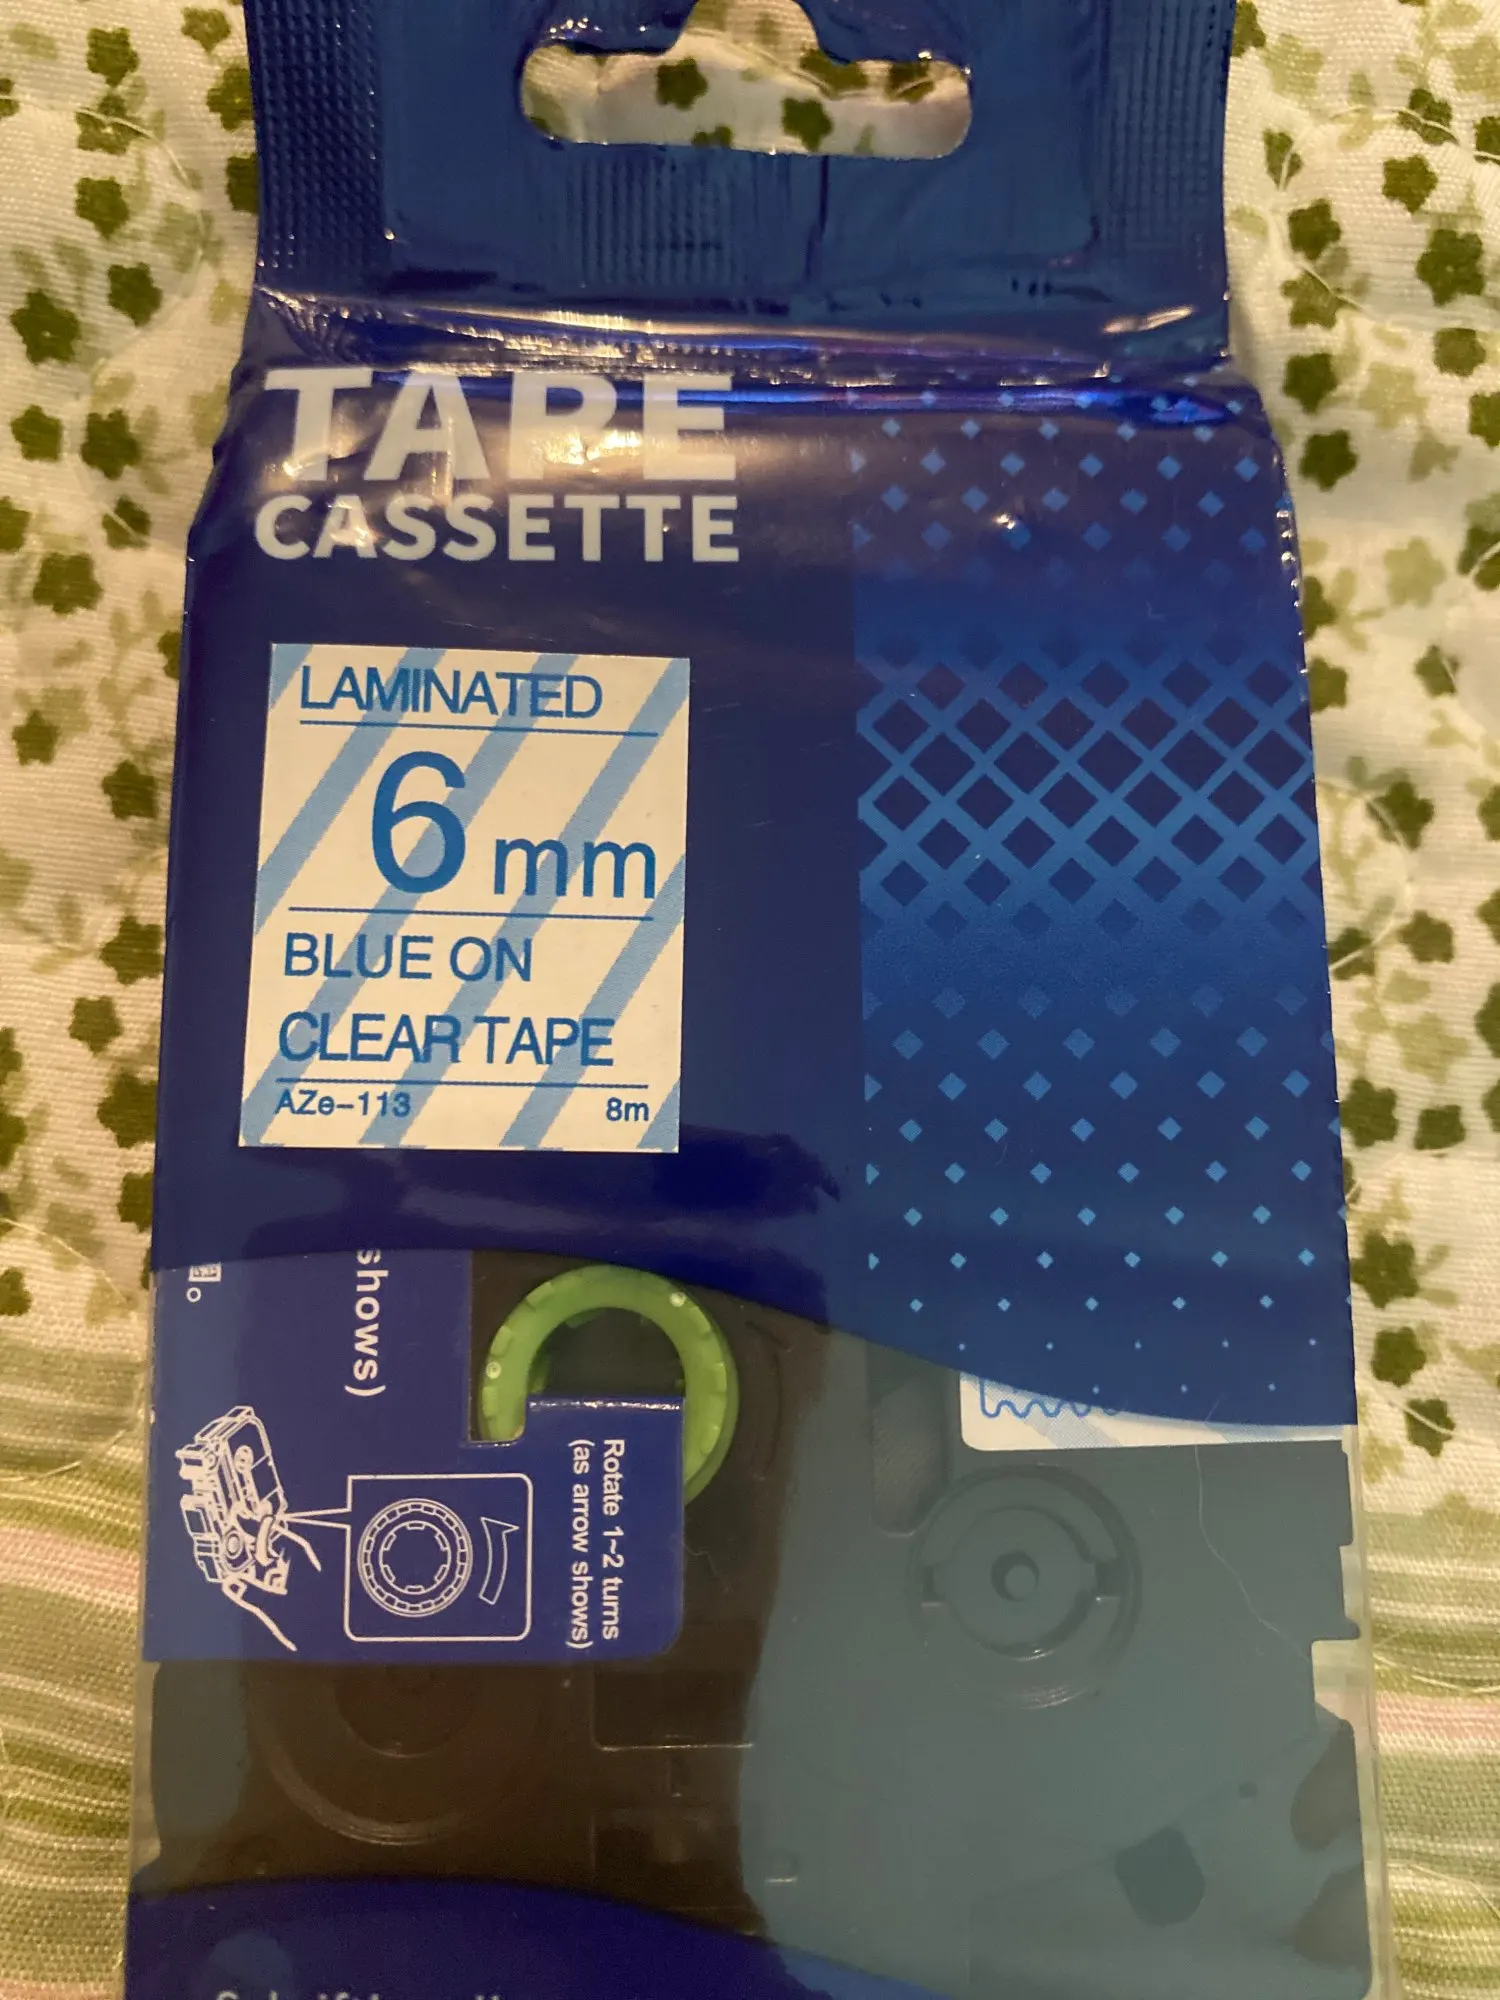 TAPE
CASSETTE
LAMINATED
6 mm
BLUE ON
CLEAR TAPE
AZe-113 8m
shows)
Rotate 1~2 turns
(as arrow shows)